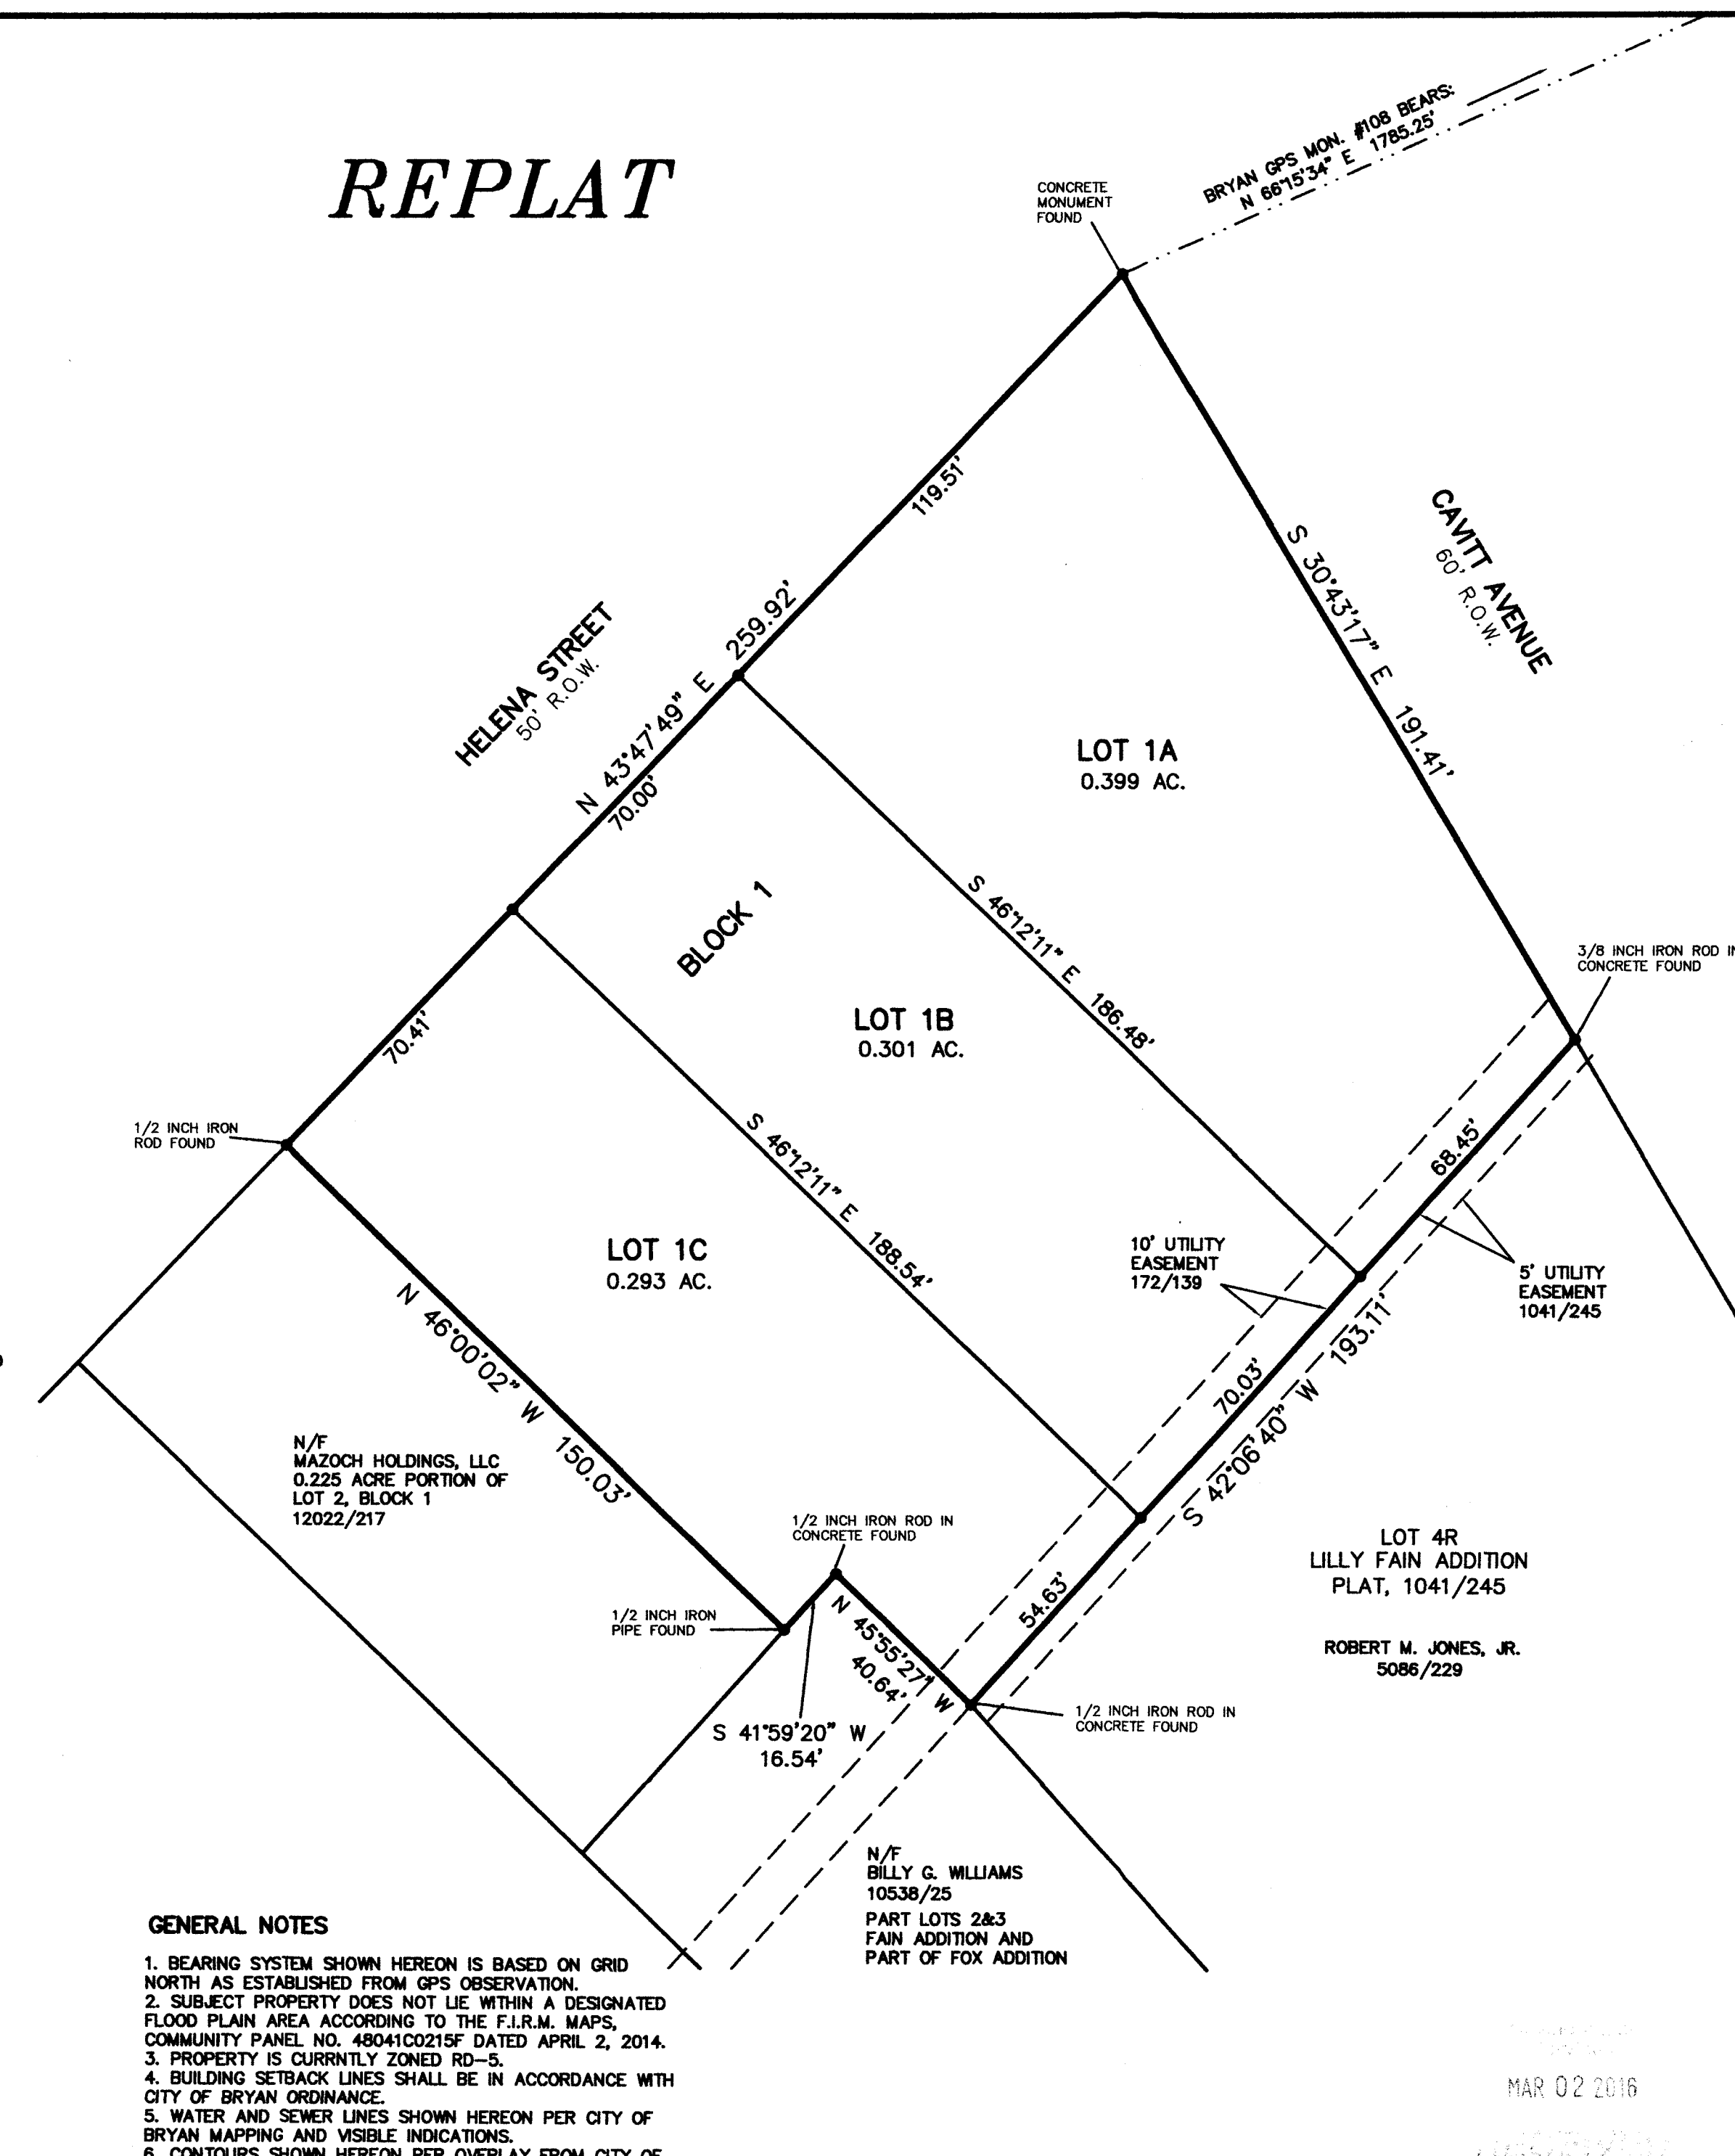 REPLAT
BRYAN GPS MON. #108 BEARS:
N 66°15'34" E 1785.25'
CONCRETE
MONUMENT
FOUND
119.51'
CAVITT AVENUE
60' R.O.W.
S 30°43'17" E 191.41'
HELENA STREET
50' R.O.W.
N 43°47'49" E 259.92'
70.00'
LOT 1A
0.399 AC.
BLOCK 1
S 46°12'11" E 186.48'
3/8 INCH IRON ROD IN
CONCRETE FOUND
LOT 1B
0.301 AC.
70.41'
1/2 INCH IRON
ROD FOUND
S 46°12'11" E 188.54'
68.45'
LOT 1C
0.293 AC.
10' UTILITY
EASEMENT
172/139
5' UTILITY
EASEMENT
1041/245
N 46°00'02" W 150.03'
70.03'
S 42°06'40" W 193.11'
N/F
MAZOCH HOLDINGS, LLC
0.225 ACRE PORTION OF
LOT 2, BLOCK 1
12022/217
1/2 INCH IRON ROD IN
CONCRETE FOUND
LOT 4R
LILLY FAIN ADDITION
PLAT, 1041/245
54.63'
1/2 INCH IRON
PIPE FOUND
N 45°55'27" W
40.64'
ROBERT M. JONES, JR.
5086/229
S 41°59'20" W
16.54'
1/2 INCH IRON ROD IN
CONCRETE FOUND
N/F
BILLY G. WILLIAMS
10538/25
PART LOTS 2&3
FAIN ADDITION AND
PART OF FOX ADDITION
GENERAL NOTES
1. BEARING SYSTEM SHOWN HEREON IS BASED ON GRID
NORTH AS ESTABLISHED FROM GPS OBSERVATION.
2. SUBJECT PROPERTY DOES NOT LIE WITHIN A DESIGNATED
FLOOD PLAIN AREA ACCORDING TO THE F.I.R.M. MAPS,
COMMUNITY PANEL NO. 48041C0215F DATED APRIL 2, 2014.
3. PROPERTY IS CURRNTLY ZONED RD-5.
4. BUILDING SETBACK LINES SHALL BE IN ACCORDANCE WITH
CITY OF BRYAN ORDINANCE.
5. WATER AND SEWER LINES SHOWN HEREON PER CITY OF
BRYAN MAPPING AND VISIBLE INDICATIONS.
6. CONTOURS SHOWN HEREON PER OVERLAY FROM CITY OF
MAR 02 2016